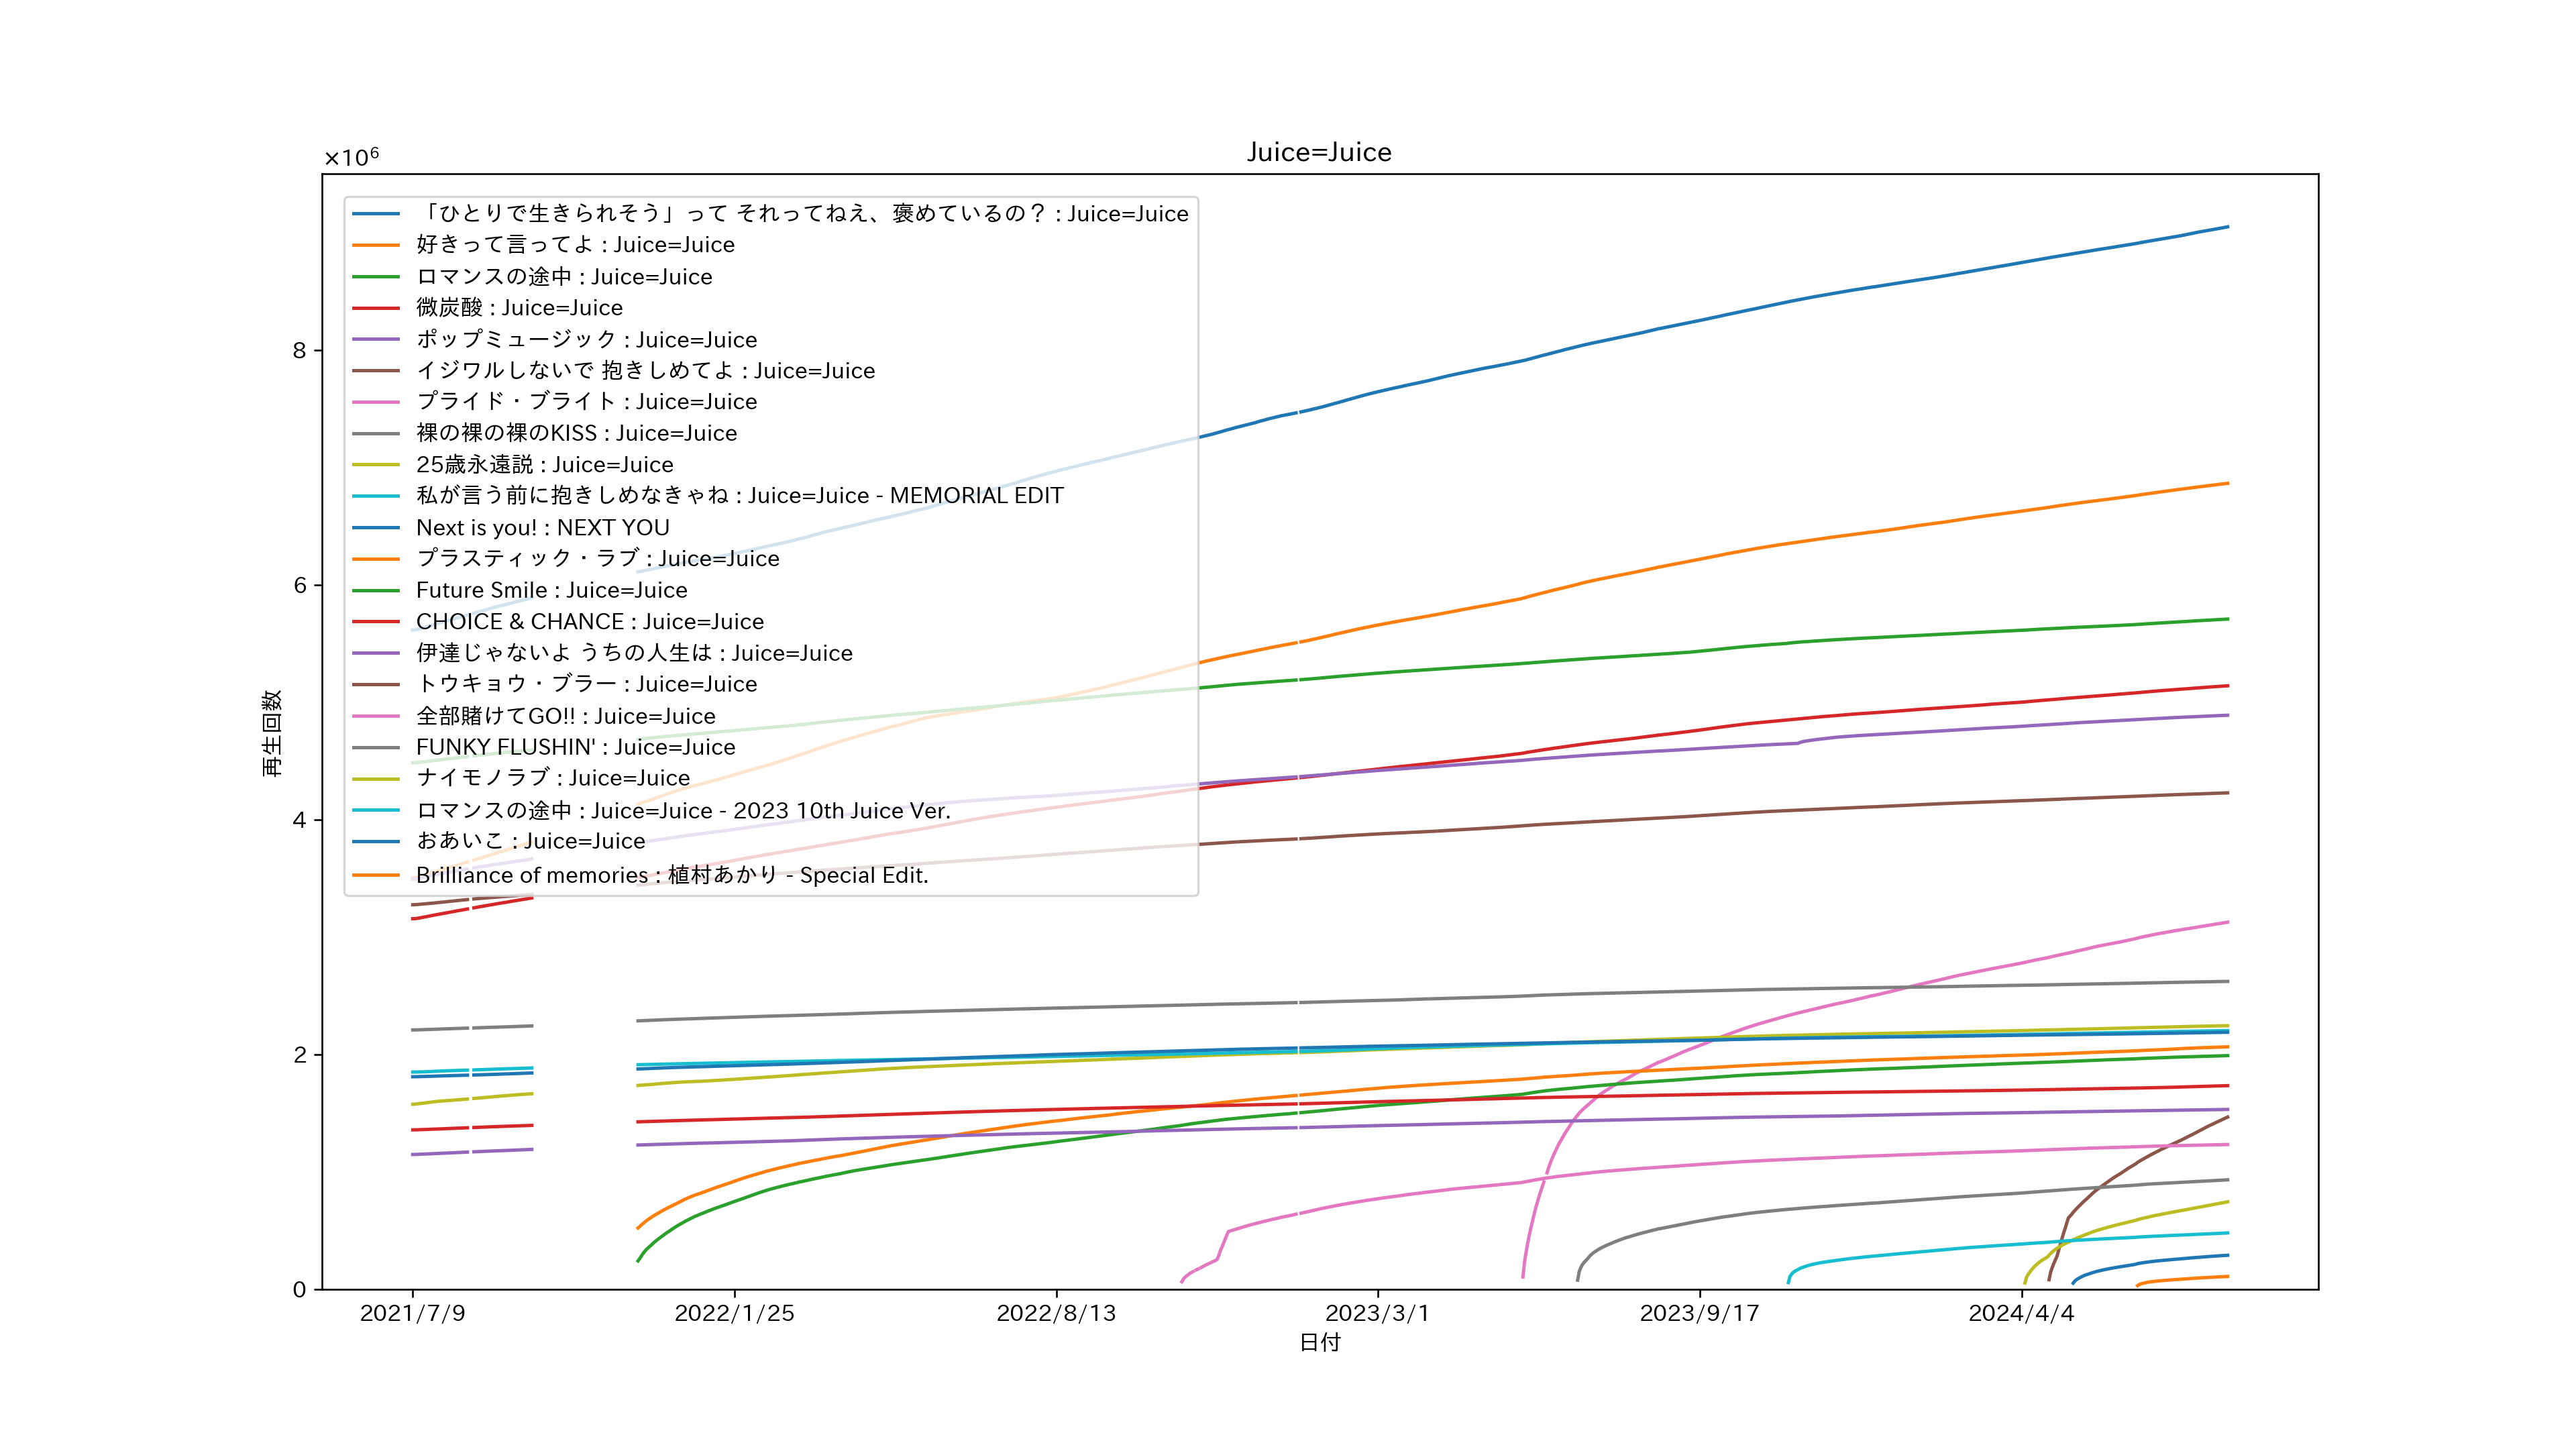 Juice=Juice
×10⁶
「ひとりで生きられそう」って それってねえ、褒めているの？ : Juice=Juice
好きって言ってよ : Juice=Juice
ロマンスの途中 : Juice=Juice
微炭酸 : Juice=Juice
ポップミュージック : Juice=Juice
イジワルしないで 抱きしめてよ : Juice=Juice
プライド・ブライト : Juice=Juice
裸の裸の裸のKISS : Juice=Juice
25歳永遠説 : Juice=Juice
私が言う前に抱きしめなきゃね : Juice=Juice - MEMORIAL EDIT
Next is you! : NEXT YOU
プラスティック・ラブ : Juice=Juice
Future Smile : Juice=Juice
CHOICE & CHANCE : Juice=Juice
伊達じゃないよ うちの人生は : Juice=Juice
トウキョウ・ブラー : Juice=Juice
全部賭けてGO!! : Juice=Juice
FUNKY FLUSHIN' : Juice=Juice
ナイモノラブ : Juice=Juice
ロマンスの途中 : Juice=Juice - 2023 10th Juice Ver.
おあいこ : Juice=Juice
Brilliance of memories : 植村あかり - Special Edit.
8
6
4
2
0
再生回数
2021/7/9
2022/1/25
2022/8/13
2023/3/1
2023/9/17
2024/4/4
日付